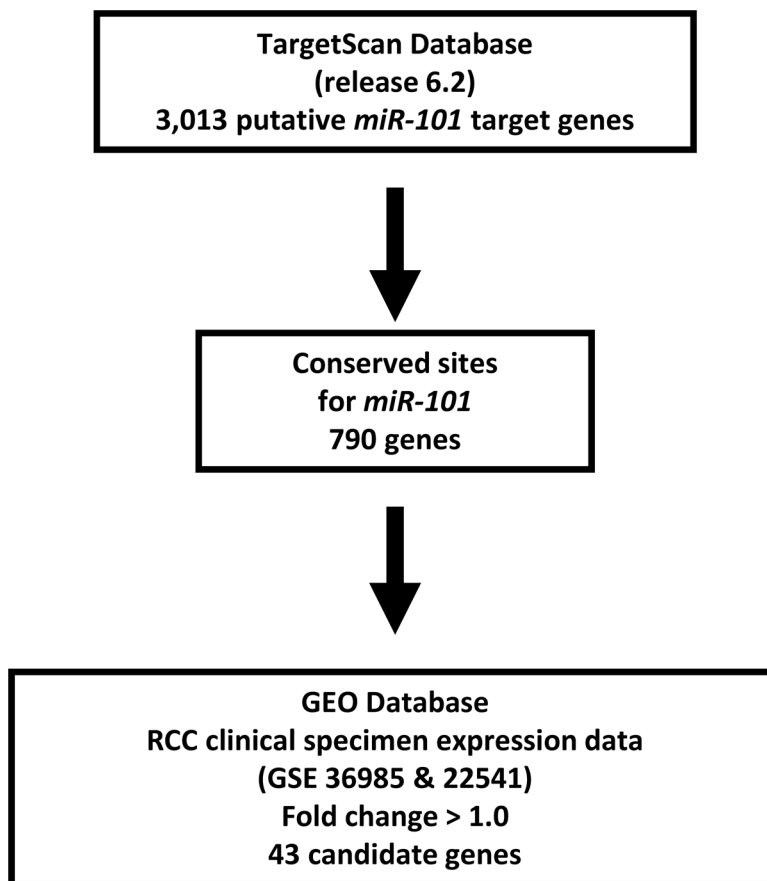 TargetScan Database
(release 6.2)
3,013 putative miR-101 target genes
Conserved sites
for miR-101
790 genes
GEO Database
RCC clinical specimen expression data
(GSE 36985 & 22541)
Fold change > 1.0
43 candidate genes